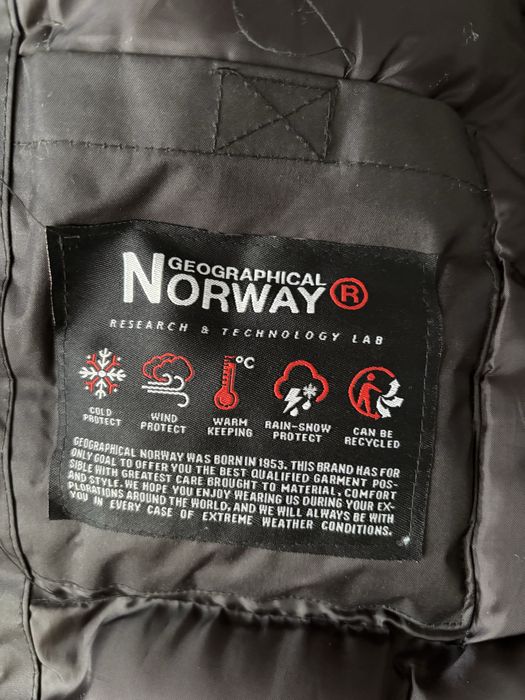 GEOGRAPHICAL
NORWAY®
RESEARCH & TECHNOLOGY LAB
°C
COLD PROTECT
WIND PROTECT
WARM KEEPING
RAIN-SNOW PROTECT
CAN BE RECYCLED
GEOGRAPHICAL NORWAY WAS BORN IN 1953. THIS BRAND HAS FOR
ONLY GOAL TO OFFER YOU THE BEST QUALIFIED GARMENT POS-
SIBLE WITH GREATEST CARE BROUGHT TO MATERIAL, COMFORT
AND STYLE. WE HOPE YOU ENJOY WEARING US DURING YOUR EX-
PLORATIONS AROUND THE WORLD, AND WE WILL ALWAYS BE WITH
YOU IN EVERY CASE OF EXTREME WEATHER CONDITIONS.